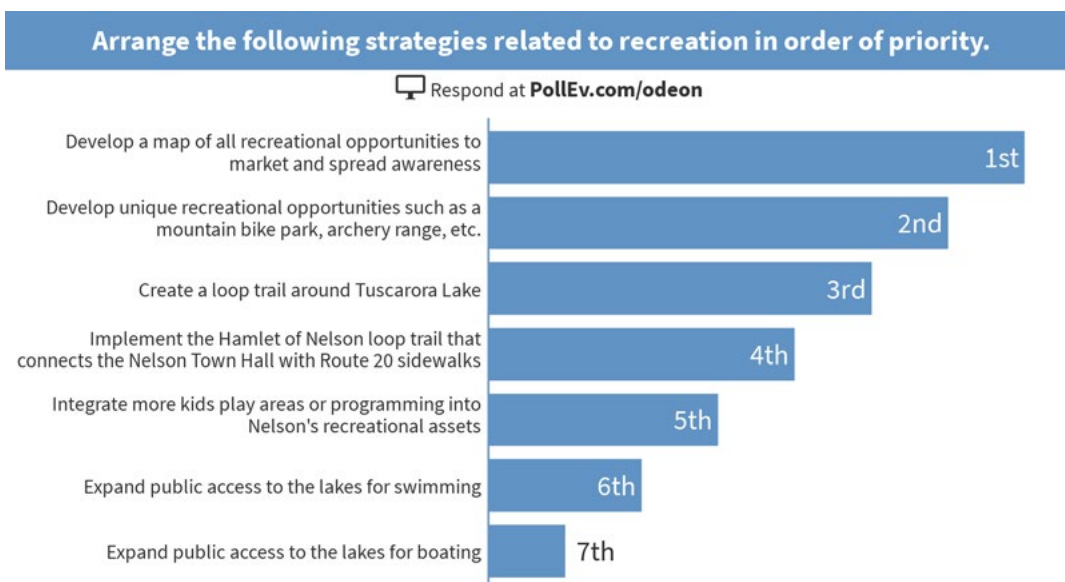 Arrange the following strategies related to recreation in order of priority.
Respond at PollEv.com/odeon
Develop a map of all recreational opportunities to
market and spread awareness
1st
Develop unique recreational opportunities such as a
mountain bike park, archery range, etc.
2nd
Create a loop trail around Tuscarora Lake
3rd
Implement the Hamlet of Nelson loop trail that
connects the Nelson Town Hall with Route 20 sidewalks
4th
Integrate more kids play areas or programming into
Nelson's recreational assets
5th
Expand public access to the lakes for swimming
6th
Expand public access to the lakes for boating
7th